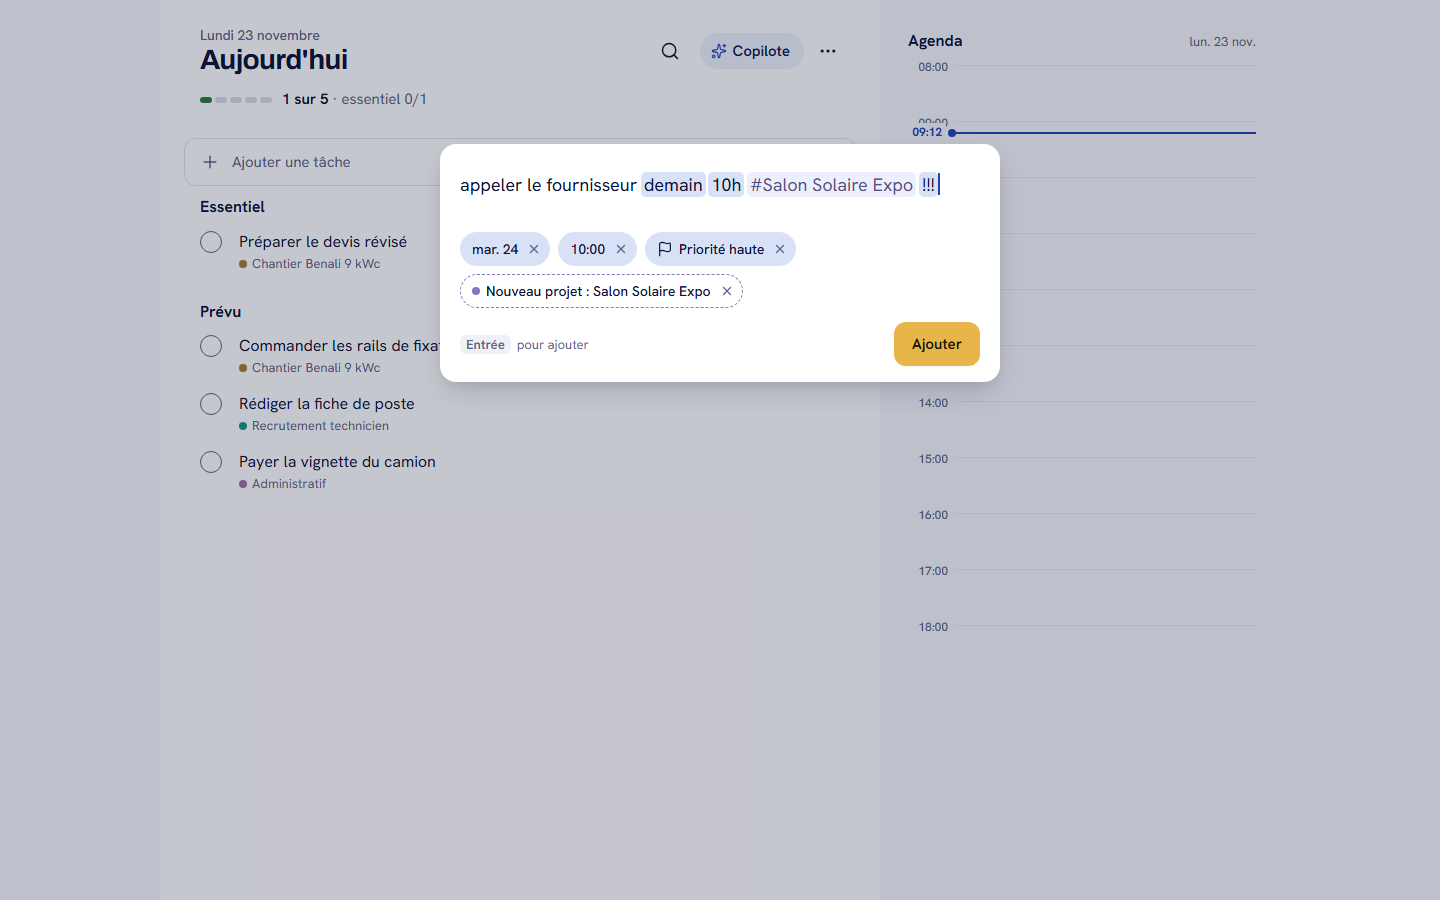 Lundi 23 novembre
Aujourd'hui
Copilote
1 sur 5 · essentiel 0/1
Ajouter une tâche
Essentiel
Préparer le devis révisé
Chantier Benali 9 kWc
Prévu
Commander les rails de
Chantier Benali 9 kWc
Rédiger la fiche de poste
Recrutement technicien
Payer la vignette du camion
Administratif
appeler le fournisseur demain 10h #Salon Solaire Expo !!!
mar. 24
10:00
Priorité haute
Nouveau projet : Salon Solaire Expo
Entrée pour ajouter
Ajouter
Agenda
lun. 23 nov.
08:00
09:00
09:12
14:00
15:00
16:00
17:00
18:00